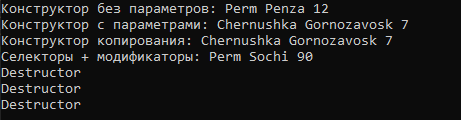 Конструктор без параметров: Perm Penza 12
Конструктор с параметрами: Chernushka Gornozavosk 7
Конструктор копирования: Chernushka Gornozavosk 7
Селекторы + модификаторы: Perm Sochi 90
Destructor
Destructor
Destructor